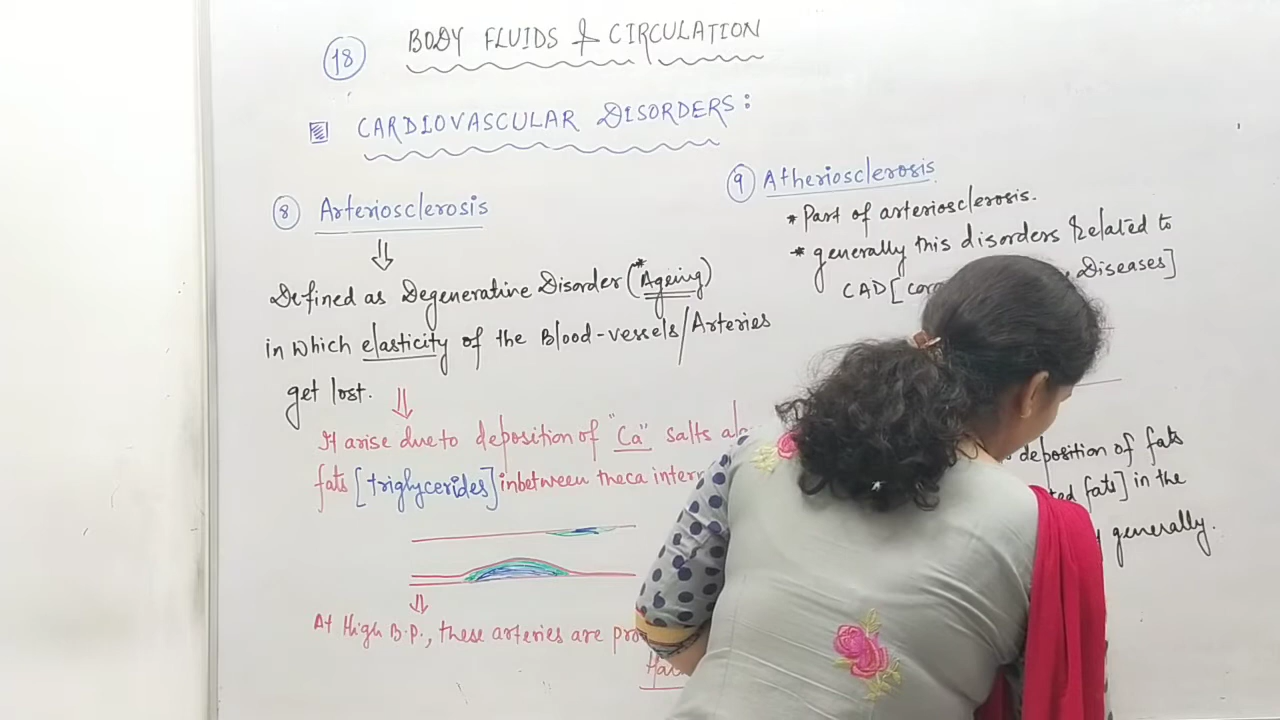 18
BODY FLUIDS & CIRCULATION
CARDIOVASCULAR DISORDERS:
8 Arteriosclerosis
Defined as Degenerative Disorder (*Ageing)
in which elasticity of the Blood-vessels/Arteries
get lost.
It arise due to deposition of "Ca" salts
fats [triglycerides] inbetween theca
At High B.P., these arteries are
9 Atheriosclerosis
* Part of arteriosclerosis.
* generally this disorders related to
CAD [ Diseases]
deposition of fats
fats] in the
generally.